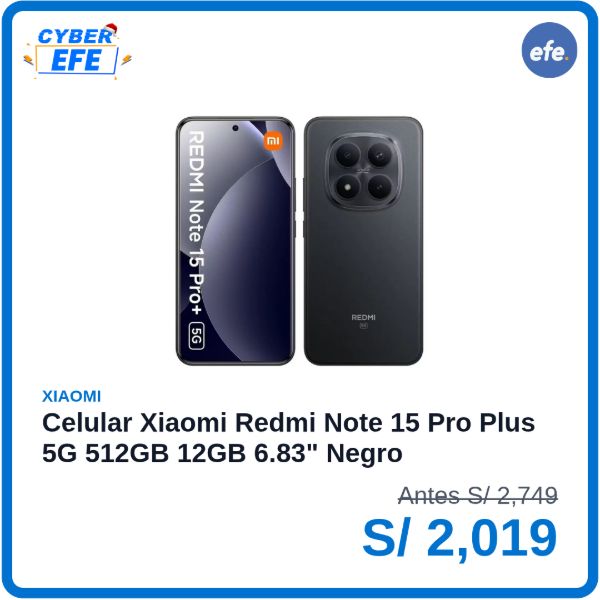 CYBER
EFE
efe.
REDMI Note 15 Pro+ 5G
REDMI
XIAOMI
Celular Xiaomi Redmi Note 15 Pro Plus
5G 512GB 12GB 6.83" Negro
Antes S/ 2,749
S/ 2,019